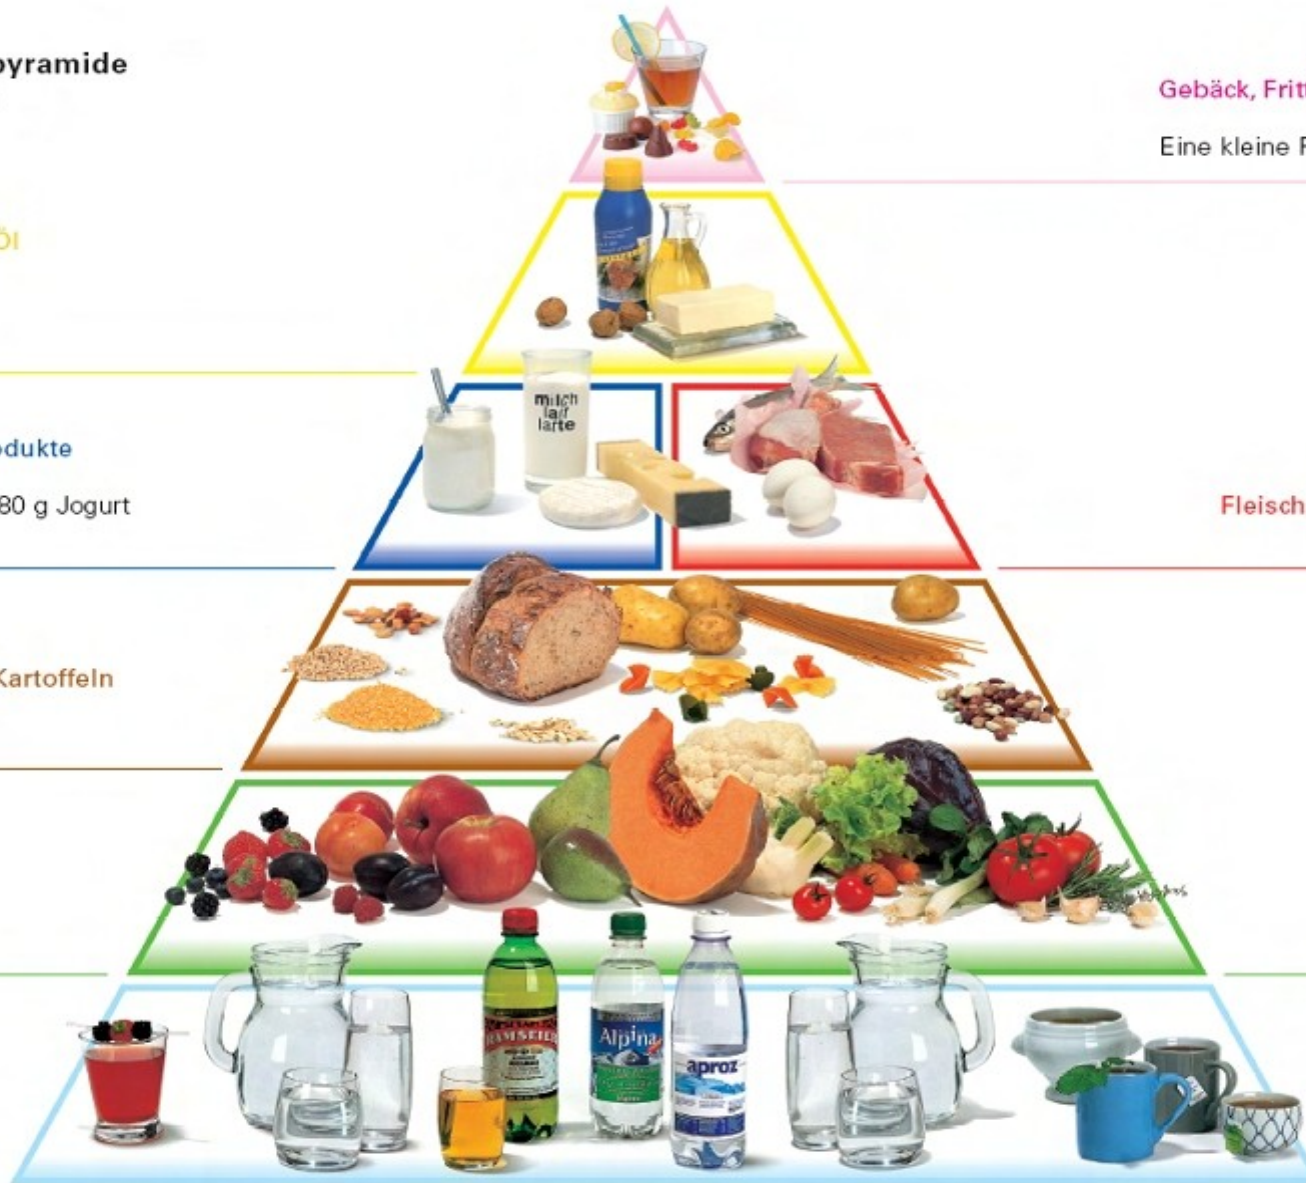 pyramide
Gebäck, Fritt
Eine kleine P
Öl
odukte
80 g Jogurt
Fleisch
Kartoffeln
milch
lait
latte
RAMSEIER
Alpina
aproz